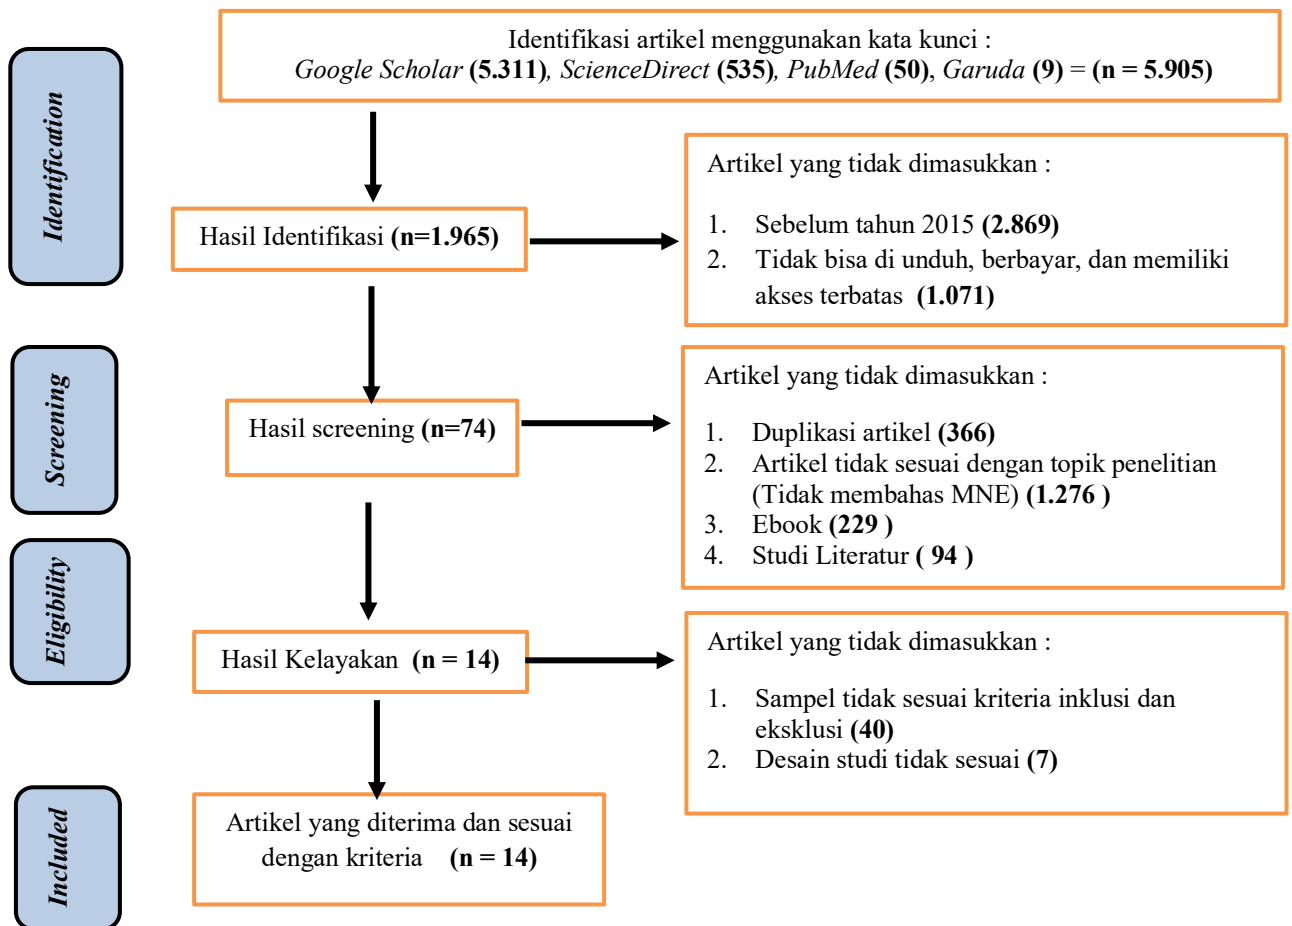 Identifikasi artikel menggunakan kata kunci :
Google Scholar (5.311), ScienceDirect (535), PubMed (50), Garuda (9) = (n = 5.905)
Identification
Hasil Identifikasi (n=1.965)
Artikel yang tidak dimasukkan :
1. Sebelum tahun 2015 (2.869)
2. Tidak bisa di unduh, berbayar, dan memiliki
akses terbatas (1.071)
Screening
Hasil screening (n=74)
Artikel yang tidak dimasukkan :
1. Duplikasi artikel (366)
2. Artikel tidak sesuai dengan topik penelitian
(Tidak membahas MNE) (1.276 )
3. Ebook (229 )
4. Studi Literatur ( 94 )
Eligibility
Hasil Kelayakan (n = 14)
Artikel yang tidak dimasukkan :
1. Sampel tidak sesuai kriteria inklusi dan
eksklusi (40)
2. Desain studi tidak sesuai (7)
Included
Artikel yang diterima dan sesuai
dengan kriteria (n = 14)